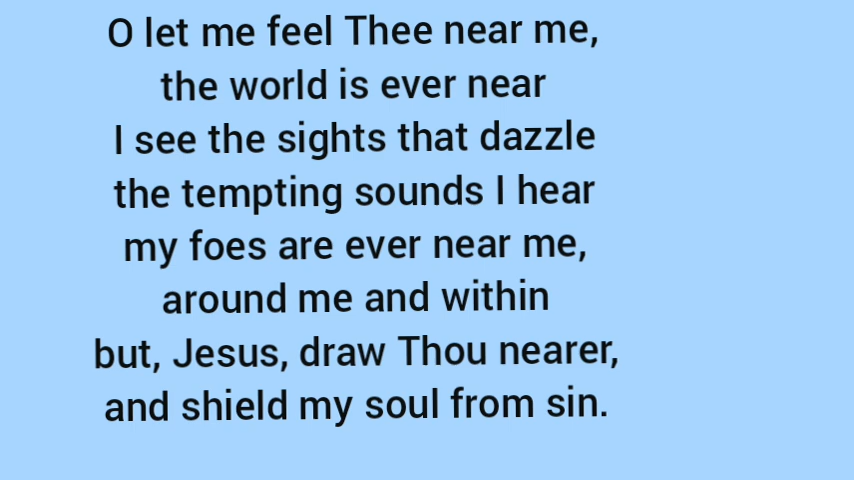 O let me feel Thee near me,
the world is ever near
I see the sights that dazzle
the tempting sounds I hear
my foes are ever near me,
around me and within
but, Jesus, draw Thou nearer,
and shield my soul from sin.